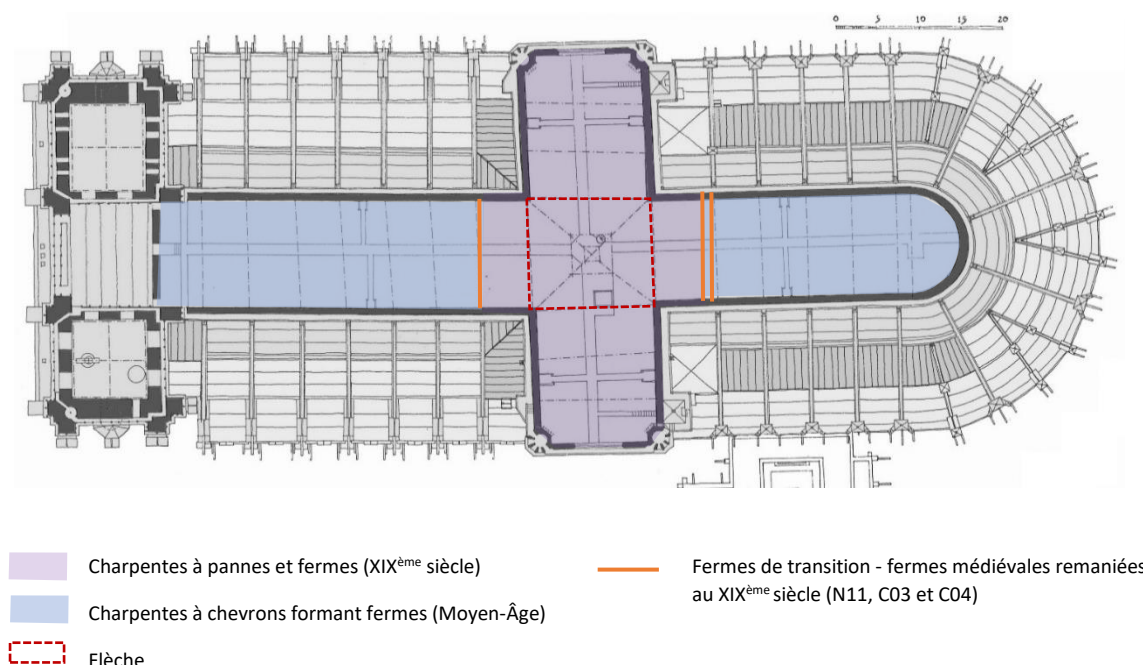 0 5 10 15 20
Charpentes à pannes et fermes (XIXème siècle)
Charpentes à chevrons formant fermes (Moyen-Âge)
Flèche
Fermes de transition - fermes médiévales remaniées
au XIXème siècle (N11, C03 et C04)